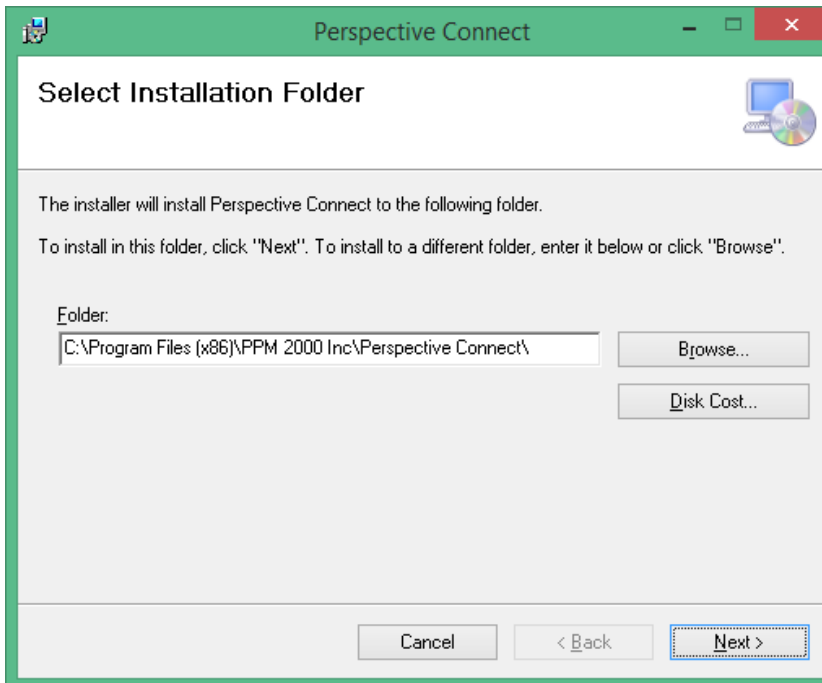 Perspective Connect
Select Installation Folder
The installer will install Perspective Connect to the following folder.
To install in this folder, click "Next". To install to a different folder, enter it below or click "Browse".
Folder:
C:\Program Files (x86)\PPM 2000 Inc\Perspective Connect\
Browse...
Disk Cost...
Cancel
< Back
Next >